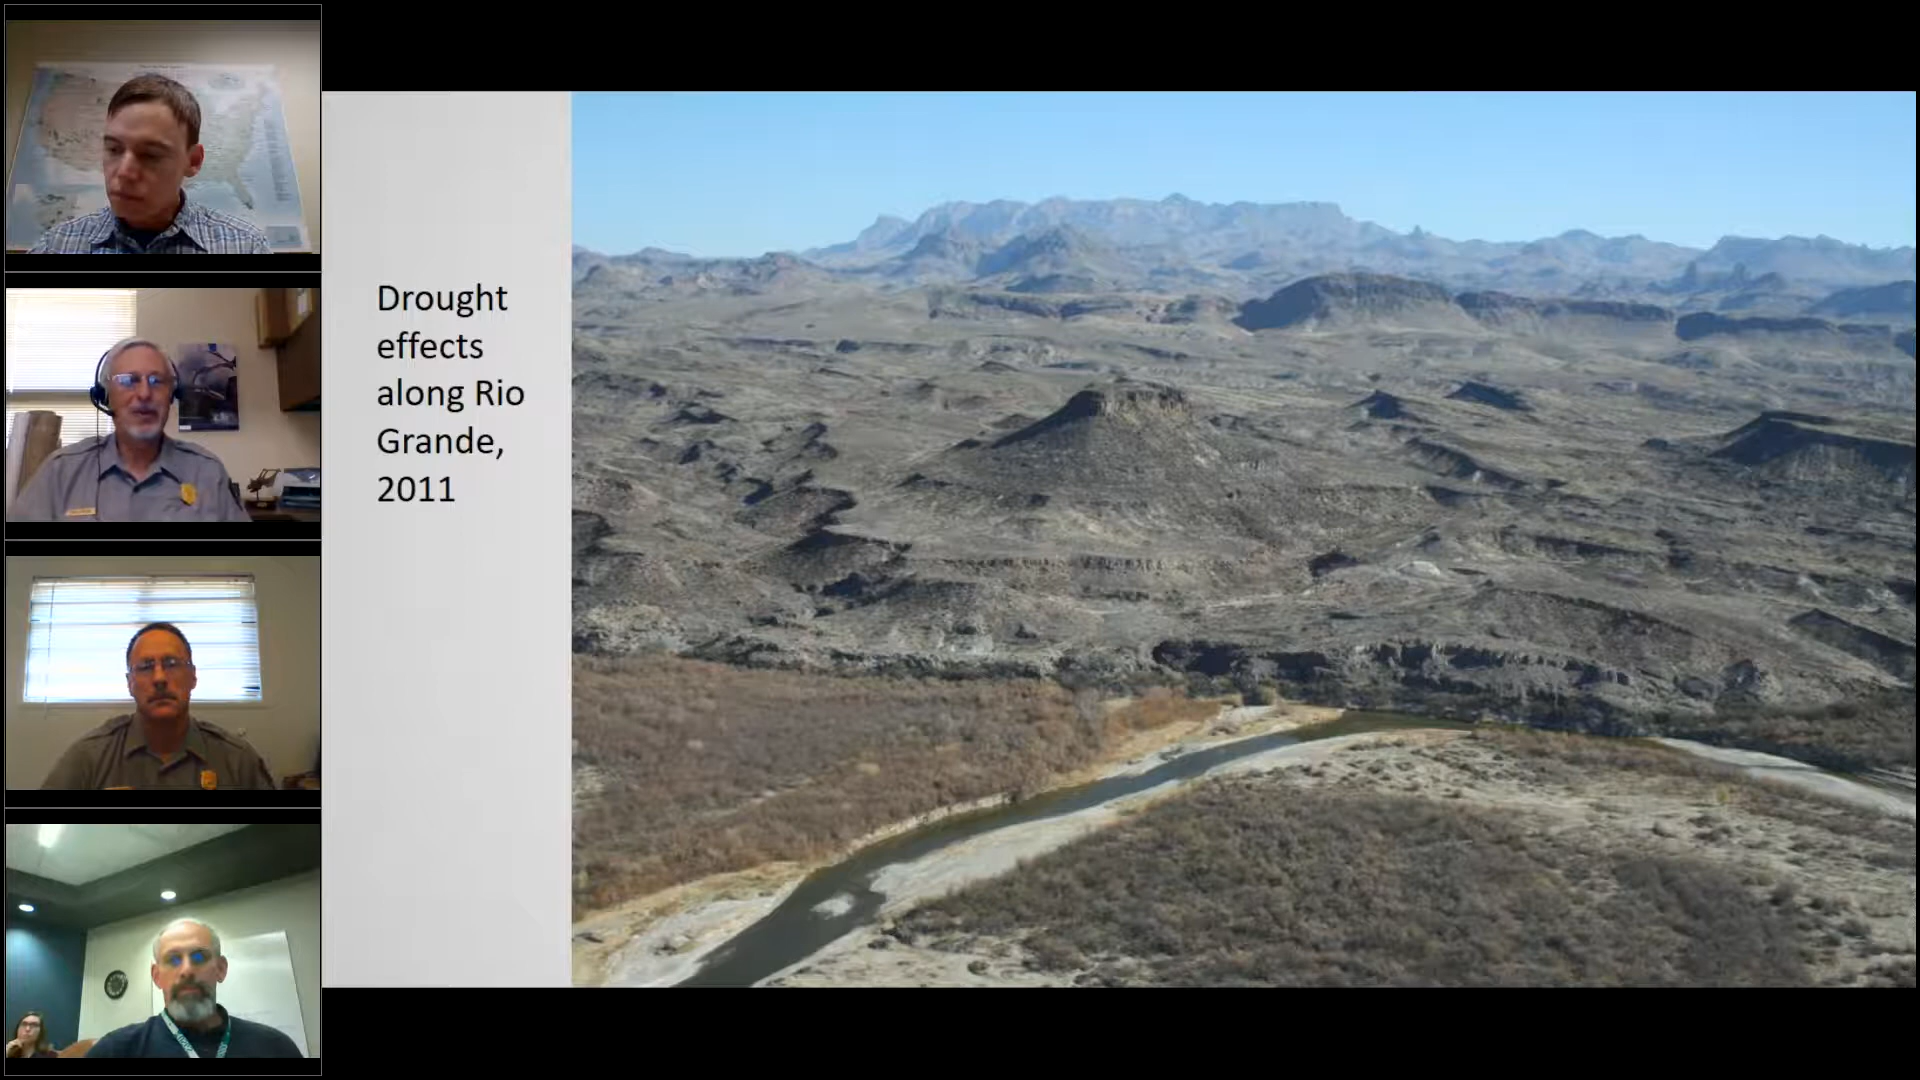 Drought
effects
along Rio
Grande,
2011